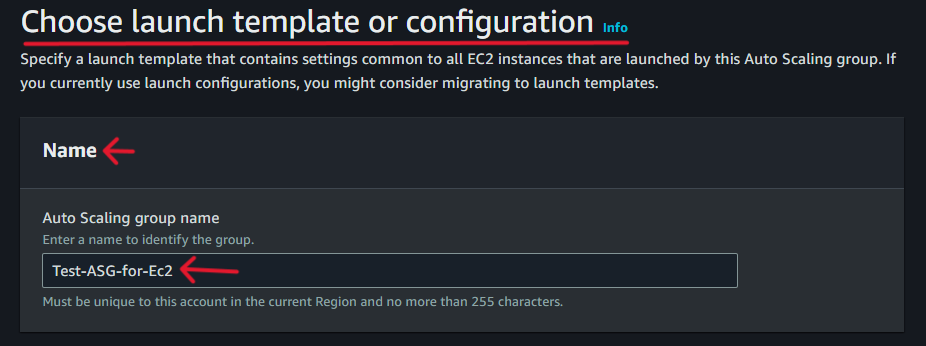 Choose launch template or configuration Info
Specify a launch template that contains settings common to all EC2 instances that are launched by this Auto Scaling group. If
you currently use launch configurations, you might consider migrating to launch templates.
Name
Auto Scaling group name
Enter a name to identify the group.
Test-ASG-for-Ec2
Must be unique to this account in the current Region and no more than 255 characters.